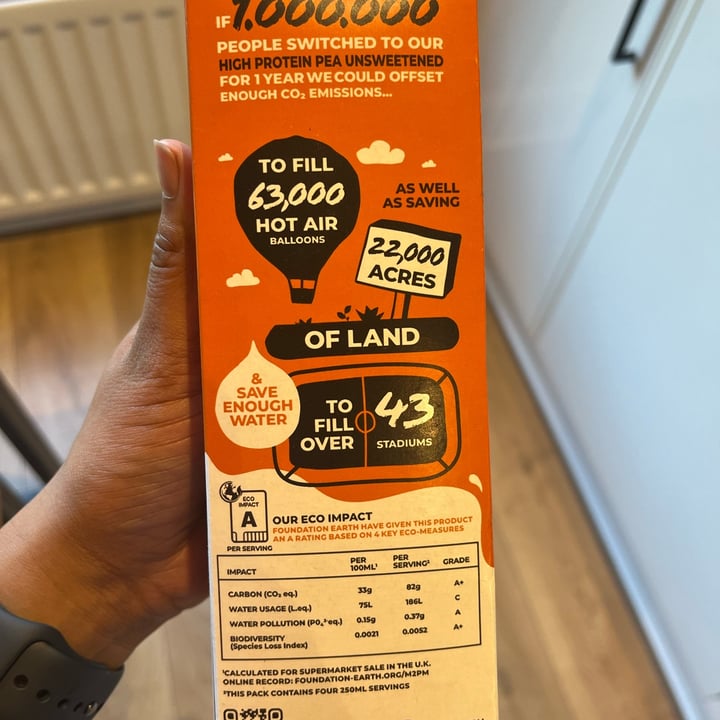 IF 1,000,000
PEOPLE SWITCHED TO OUR
HIGH PROTEIN PEA UNSWEETENED
FOR 1 YEAR WE COULD OFFSET
ENOUGH CO₂ EMISSIONS...
TO FILL
63,000
HOT AIR
BALLOONS
AS WELL
AS SAVING
22,000
ACRES
OF LAND
&
SAVE
ENOUGH
WATER
TO
FILL
OVER
43
STADIUMS
ECO
IMPACT
A
PER SERVING
OUR ECO IMPACT
FOUNDATION EARTH HAVE GIVEN THIS PRODUCT
AN A RATING BASED ON 4 KEY ECO-MEASURES
IMPACT PER 100ML¹ PER SERVING² GRADE
CARBON (CO₂ eq.) 33g 82g A+
WATER USAGE (L.eq.) 75L 186L C
WATER POLLUTION (PO₄³⁻eq.) 0.15g 0.37g A
BIODIVERSITY 0.0021 0.0052 A+
(Species Loss Index)
¹CALCULATED FOR SUPERMARKET SALE IN THE U.K.
ONLINE RECORD: FOUNDATION-EARTH.ORG/M2PM
²THIS PACK CONTAINS FOUR 250ML SERVINGS